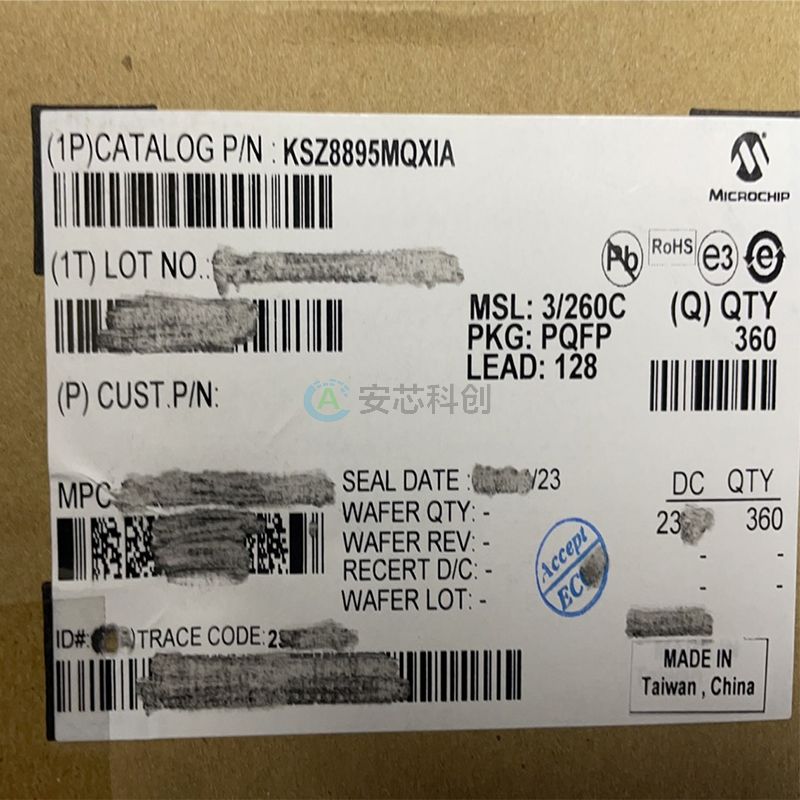 (1P)CATALOG P/N : KSZ8895MQXIA
MICROCHIP
(1T) LOT NO.:
Pb
RoHS
e3
e
MSL: 3/260C
PKG: PQFP
LEAD: 128
(Q) QTY
360
(P) CUST.P/N:
安芯科创
MPC
SEAL DATE : /23
WAFER QTY: -
WAFER REV: -
RECERT D/C: -
WAFER LOT: -
Accept
DC QTY
23 360
- -
- -
ID#: )TRACE CODE:
MADE IN
Taiwan , China